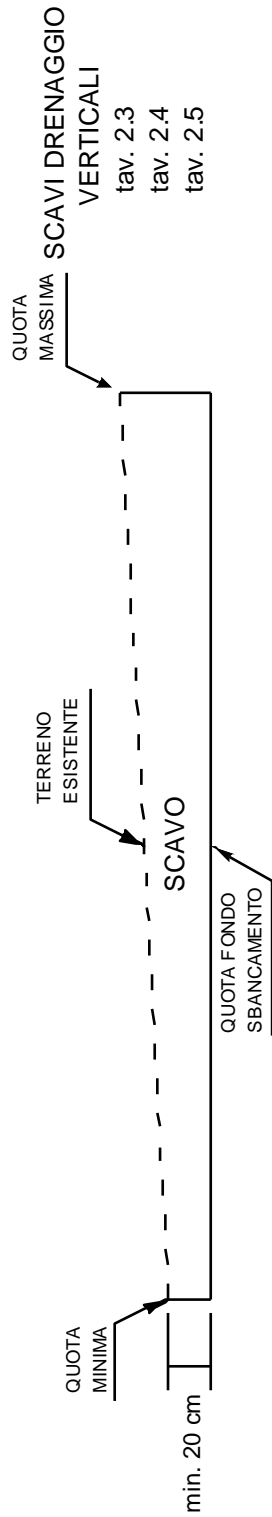 SCAVI DRENAGGIO
VERTICALI
tav. 2.3
tav. 2.4
tav. 2.5
QUOTA
MASSIMA
TERRENO
ESISTENTE
SCAVO
QUOTA FONDO
SBANCAMENTO
QUOTA
MINIMA
min. 20 cm